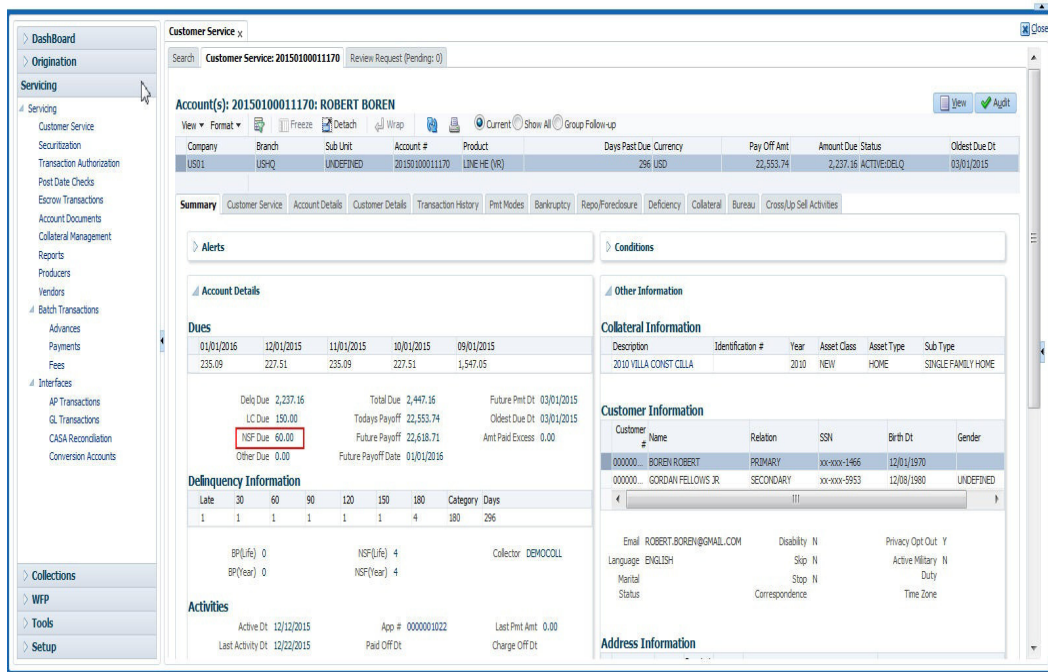 Close
DashBoard
Origination
Servicing
Servicing
Customer Service
Securitization
Transaction Authorization
Post Date Checks
Escrow Transactions
Account Documents
Collateral Management
Reports
Producers
Vendors
Batch Transactions
Advances
Payments
Fees
Interfaces
AP Transactions
GL Transactions
CASA Reconciliation
Conversion Accounts
Collections
WFP
Tools
Setup
Customer Service x
Search Customer Service: 20150100011170 Review Request (Pending: 0)
Account(s): 20150100011170: ROBERT BOREN
View Audit
View Format Freeze Detach Wrap Current Show All Group Follow-up
Company Branch Sub Unit Account # Product Days Past Due Currency Pay Off Amt Amount Due Status Oldest Due Dt
US01 USHQ UNDEFINED 20150100011170 LINE HE (VR) 296 USD 22,553.74 2,237.16 ACTIVE:DELQ 03/01/2015
Summary Customer Service Account Details Customer Details Transaction History Pmt Modes Bankruptcy Repo/Foreclosure Deficiency Collateral Bureau Cross/Up Sell Activities
Alerts
Account Details
Dues
01/01/2016 12/01/2015 11/01/2015 10/01/2015 09/01/2015
235.09 227.51 235.09 227.51 1,547.05
Delq Due 2,237.16 Total Due 2,447.16 Future Pmt Dt 03/01/2015
LC Due 150.00 Todays Payoff 22,553.74 Oldest Due Dt 03/01/2015
NSF Due 60.00 Future Payoff 22,618.71 Amt Paid Excess 0.00
Other Due 0.00 Future Payoff Date 01/01/2016
Delinquency Information
Late 30 60 90 120 150 180 Category Days
1 1 1 1 1 1 4 180 296
BP(Life) 0 NSF(Life) 4 Collector DEMOCOLL
BP(Year) 0 NSF(Year) 4
Activities
Active Dt 12/12/2015 App # 0000001022 Last Pmt Amt 0.00
Last Activity Dt 12/22/2015 Paid Off Dt Charge Off Dt
Conditions
Other Information
Collateral Information
Description Identification # Year Asset Class Asset Type Sub Type
2010 VILLA CONST CILLA 2010 NEW HOME SINGLE FAMILY HOME
Customer Information
Customer # Name Relation SSN Birth Dt Gender
000000... BOREN ROBERT PRIMARY xx-xxx-1466 12/01/1970
000000... GORDAN FELLOWS JR SECONDARY xx-xxx-5953 12/08/1980 UNDEFINED
Email ROBERT.BOREN@GMAIL.COM Disability N Privacy Opt Out Y
Language ENGLISH Skip N Active Military Duty N
Marital Status Stop Correspondence N Time Zone
Address Information